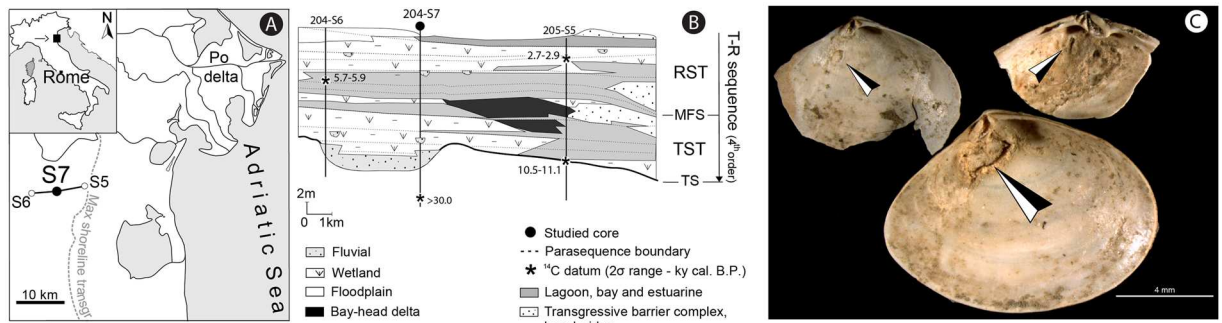 A
N
Rome
Po
delta
S7
S5
S6
Max shoreline transgr
Adriatic Sea
10 km
B
204-S6
204-S7
205-S5
2.7-2.9
5.7-5.9
10.5-11.1
>30.0
RST
MFS
TST
TS
T-R sequence (4th order)
2m
0 1km
Fluvial
Wetland
Floodplain
Bay-head delta
Studied core
Parasequence boundary
14C datum (2σ range - ky cal. B.P.)
Lagoon, bay and estuarine
Transgressive barrier complex,
C
4 mm